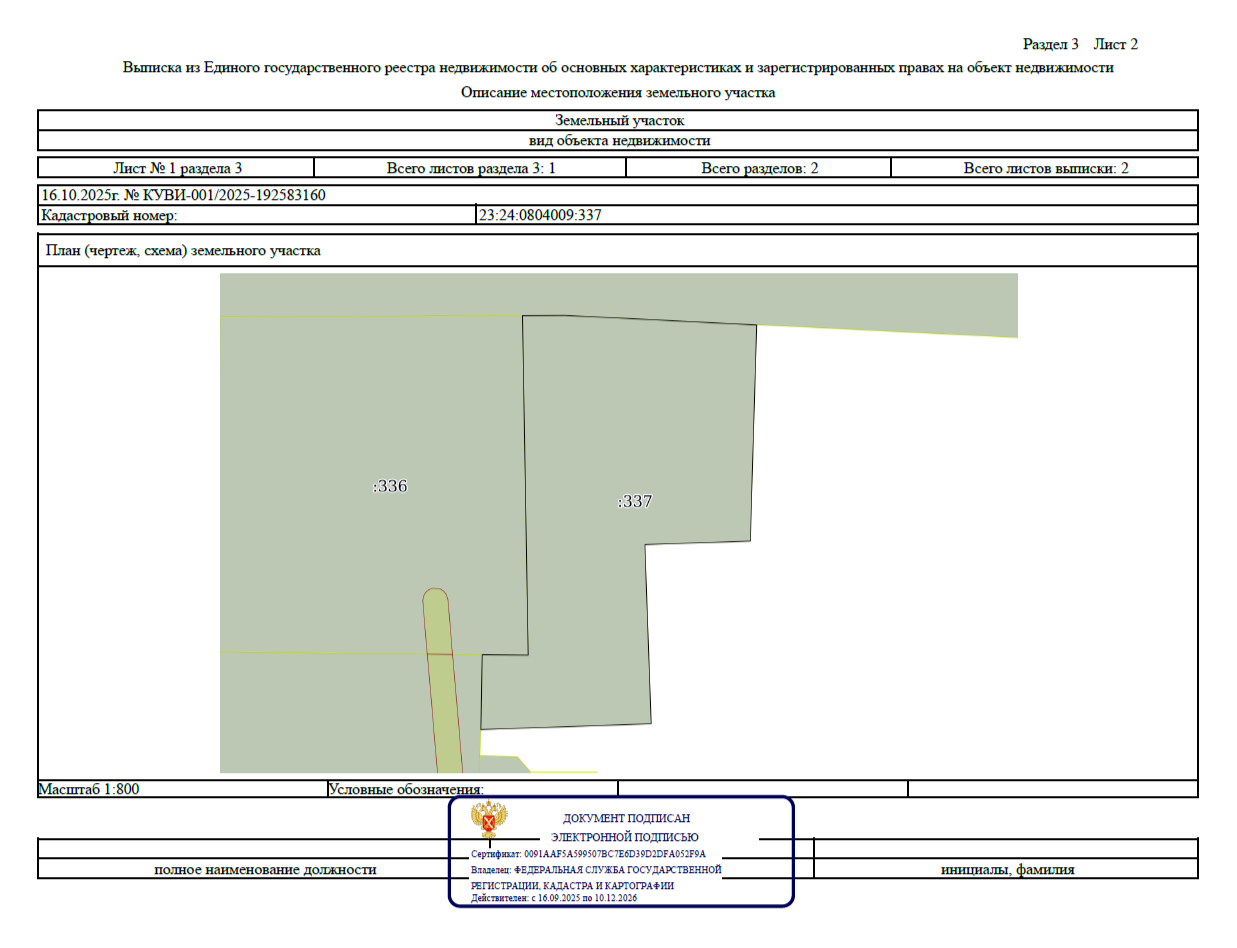 Раздел 3 Лист 2
Выписка из Единого государственного реестра недвижимости об основных характеристиках и зарегистрированных правах на объект недвижимости
Описание местоположения земельного участка
Земельный участок
вид объекта недвижимости
Лист № 1 раздела 3 Всего листов раздела 3: 1 Всего разделов: 2 Всего листов выписки: 2
16.10.2025г. № КУВИ-001/2025-192583160
Кадастровый номер: 23:24:0804009:337
План (чертеж, схема) земельного участка
:336
:337
Масштаб 1:800 Условные обозначения:
ДОКУМЕНТ ПОДПИСАН
ЭЛЕКТРОННОЙ ПОДПИСЬЮ
Сертификат: 0091AAF5A599507BC7E6D39D2DFA052F9A
Владелец: ФЕДЕРАЛЬНАЯ СЛУЖБА ГОСУДАРСТВЕННОЙ
РЕГИСТРАЦИИ, КАДАСТРА И КАРТОГРАФИИ
Действителен: с 16.09.2025 по 10.12.2026
полное наименование должности инициалы, фамилия